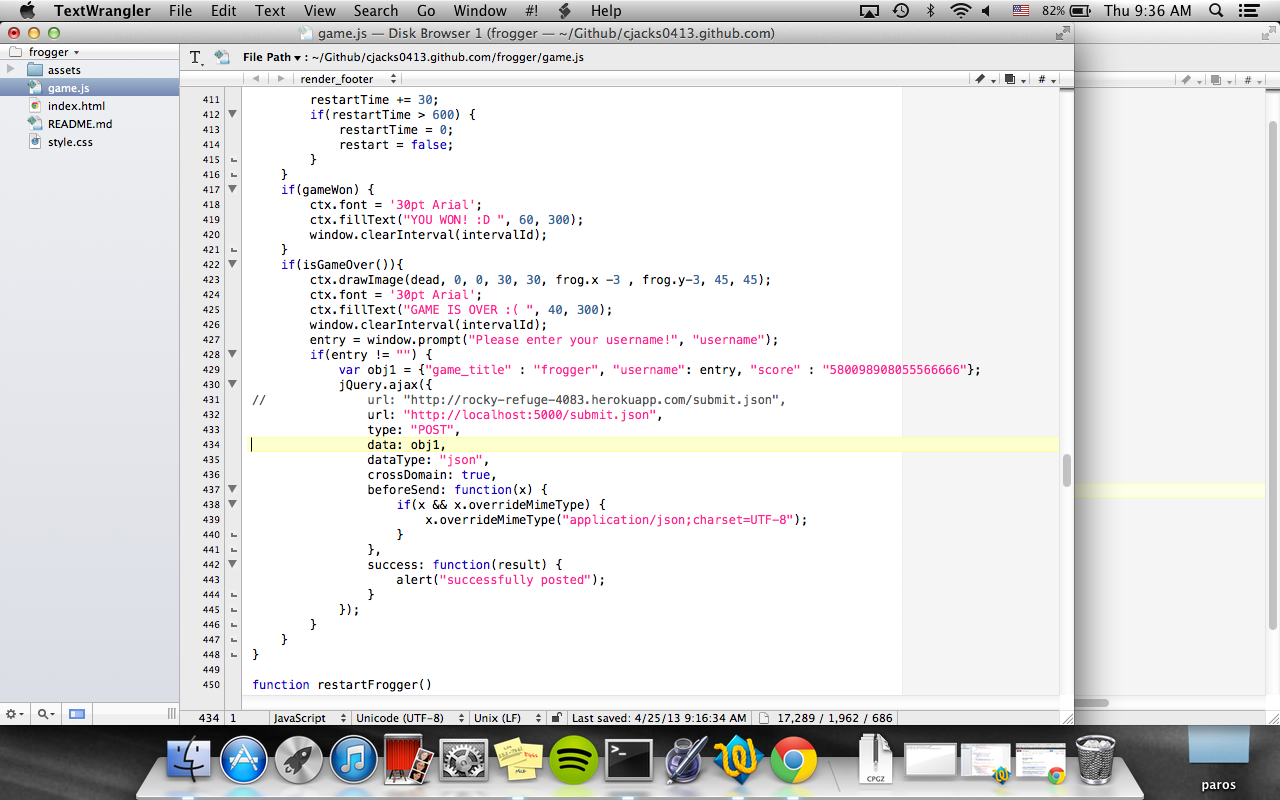 TextWrangler File Edit Text View Search Go Window #! Help 82% Thu 9:36 AM
game.js — Disk Browser 1 (frogger — ~/Github/cjacks0413.github.com)
frogger
File Path ▾ : ~/Github/cjacks0413.github.com/frogger/game.js
assets
game.js
index.html
README.md
style.css
render_footer
#
#
411 restartTime += 30;
412 if(restartTime > 600) {
413 restartTime = 0;
414 restart = false;
415 }
416 }
417 if(gameWon) {
418 ctx.font = '30pt Arial';
419 ctx.fillText("YOU WON! :D ", 60, 300);
420 window.clearInterval(intervalId);
421 }
422 if(isGameOver()){
423 ctx.drawImage(dead, 0, 0, 30, 30, frog.x -3 , frog.y-3, 45, 45);
424 ctx.font = '30pt Arial';
425 ctx.fillText("GAME IS OVER :( ", 40, 300);
426 window.clearInterval(intervalId);
427 entry = window.prompt("Please enter your username!", "username");
428 if(entry != "") {
429 var obj1 = {"game_title" : "frogger", "username": entry, "score" : "580098908055566666"};
430 jQuery.ajax({
431 // url: "http://rocky-refuge-4083.herokuapp.com/submit.json",
432 url: "http://localhost:5000/submit.json",
433 type: "POST",
434 data: obj1,
435 dataType: "json",
436 crossDomain: true,
437 beforeSend: function(x) {
438 if(x && x.overrideMimeType) {
439 x.overrideMimeType("application/json;charset=UTF-8");
440 }
441 },
442 success: function(result) {
443 alert("successfully posted");
444 }
445 });
446 }
447 }
448 }
449
450 function restartFrogger()
434 1 JavaScript Unicode (UTF-8) Unix (LF) Last saved: 4/25/13 9:16:34 AM 17,289 / 1,962 / 686
CPGZ
paros